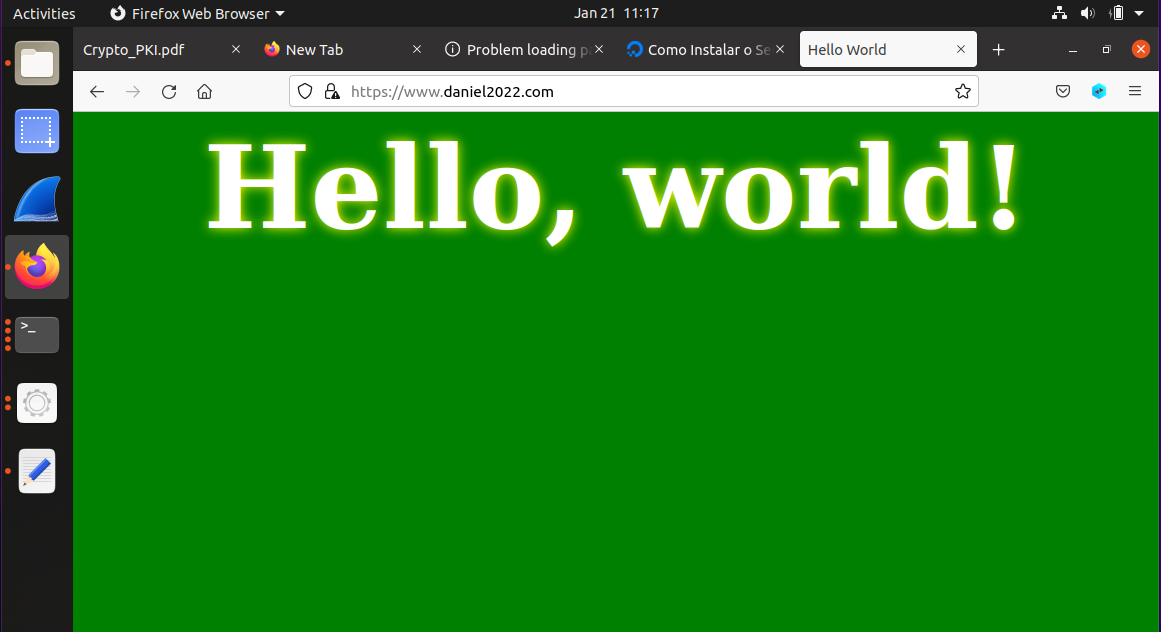 Activities Firefox Web Browser Jan 21 11:17
Crypto_PKI.pdf New Tab Problem loading Como Instalar o Hello World
https://www.daniel2022.com
Hello, world!
>_